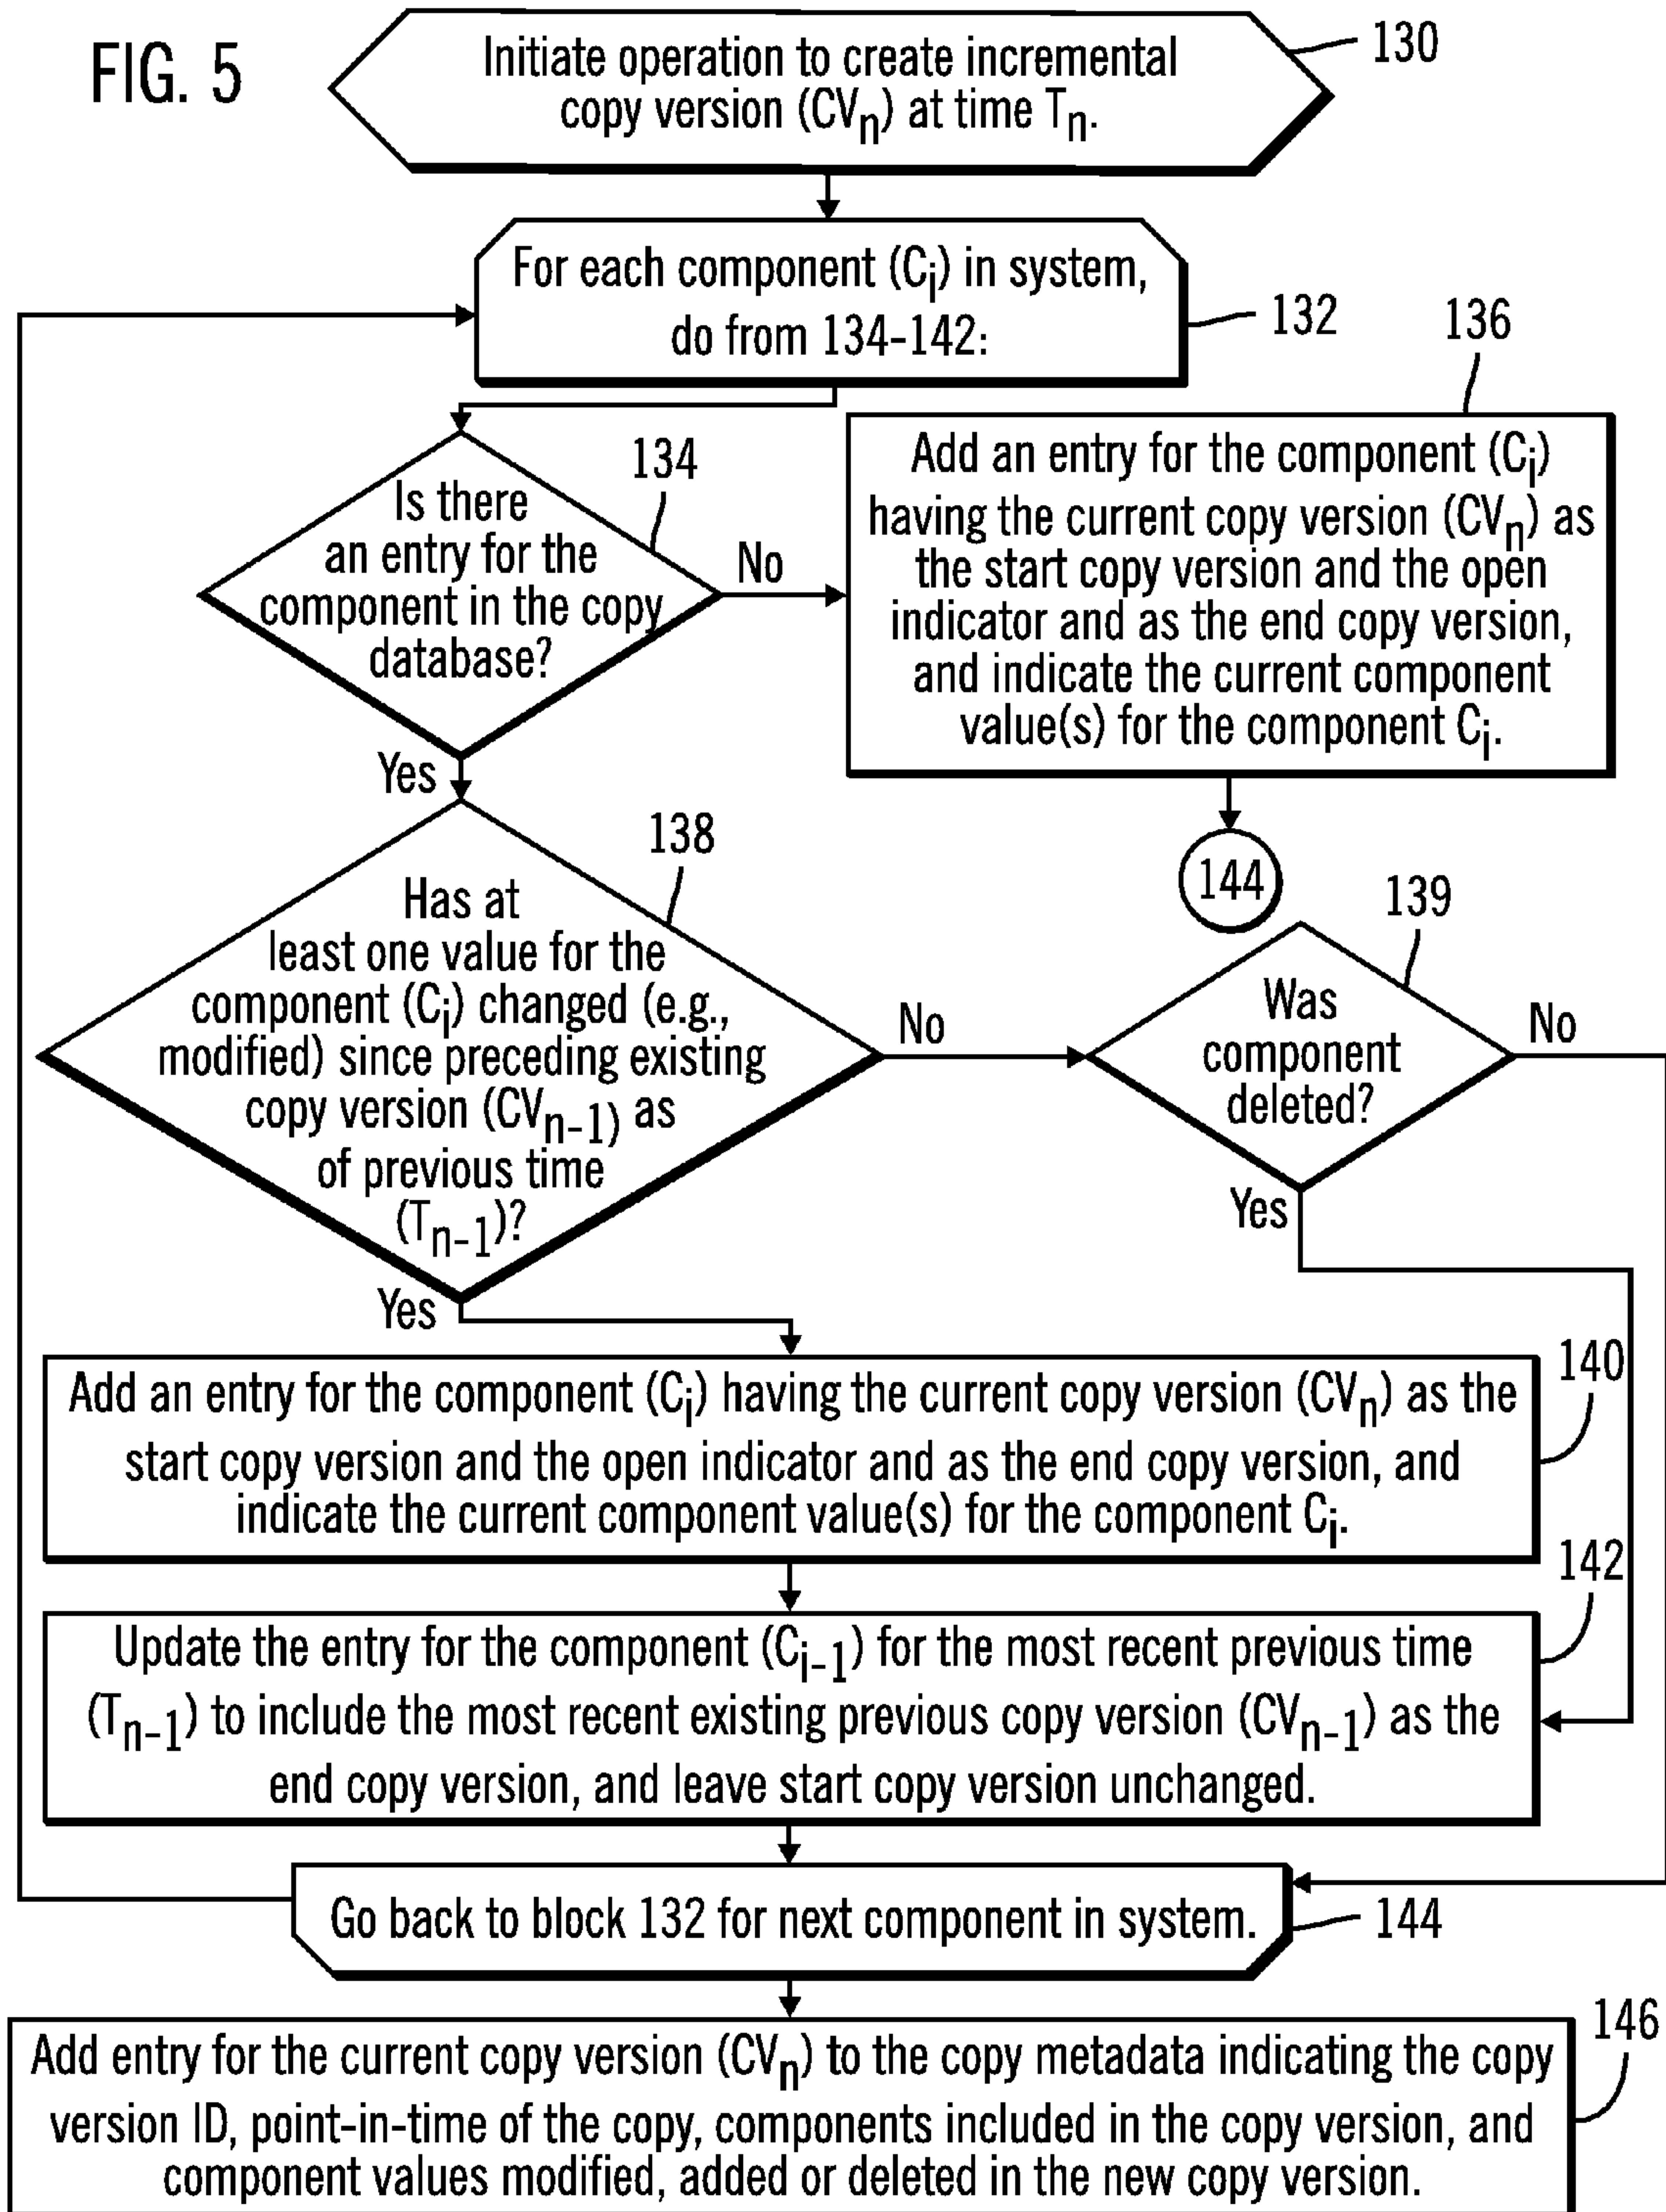 FIG. 5
Initiate operation to create incremental
copy version (CVn) at time Tn.
130
For each component (Ci) in system,
do from 134-142:
132
136
134
Is there
an entry for the
component in the copy
database?
No
Yes
Add an entry for the component (Ci)
having the current copy version (CVn) as
the start copy version and the open
indicator and as the end copy version,
and indicate the current component
value(s) for the component Ci.
144
138
Has at
least one value for the
component (Ci) changed (e.g.,
modified) since preceding existing
copy version (CVn-1) as
of previous time
(Tn-1)?
No
Yes
139
Was
component
deleted?
No
Yes
140
Add an entry for the component (Ci) having the current copy version (CVn) as the
start copy version and the open indicator and as the end copy version, and
indicate the current component value(s) for the component Ci.
142
Update the entry for the component (Ci-1) for the most recent previous time
(Tn-1) to include the most recent existing previous copy version (CVn-1) as the
end copy version, and leave start copy version unchanged.
Go back to block 132 for next component in system.
144
146
Add entry for the current copy version (CVn) to the copy metadata indicating the copy
version ID, point-in-time of the copy, components included in the copy version, and
component values modified, added or deleted in the new copy version.